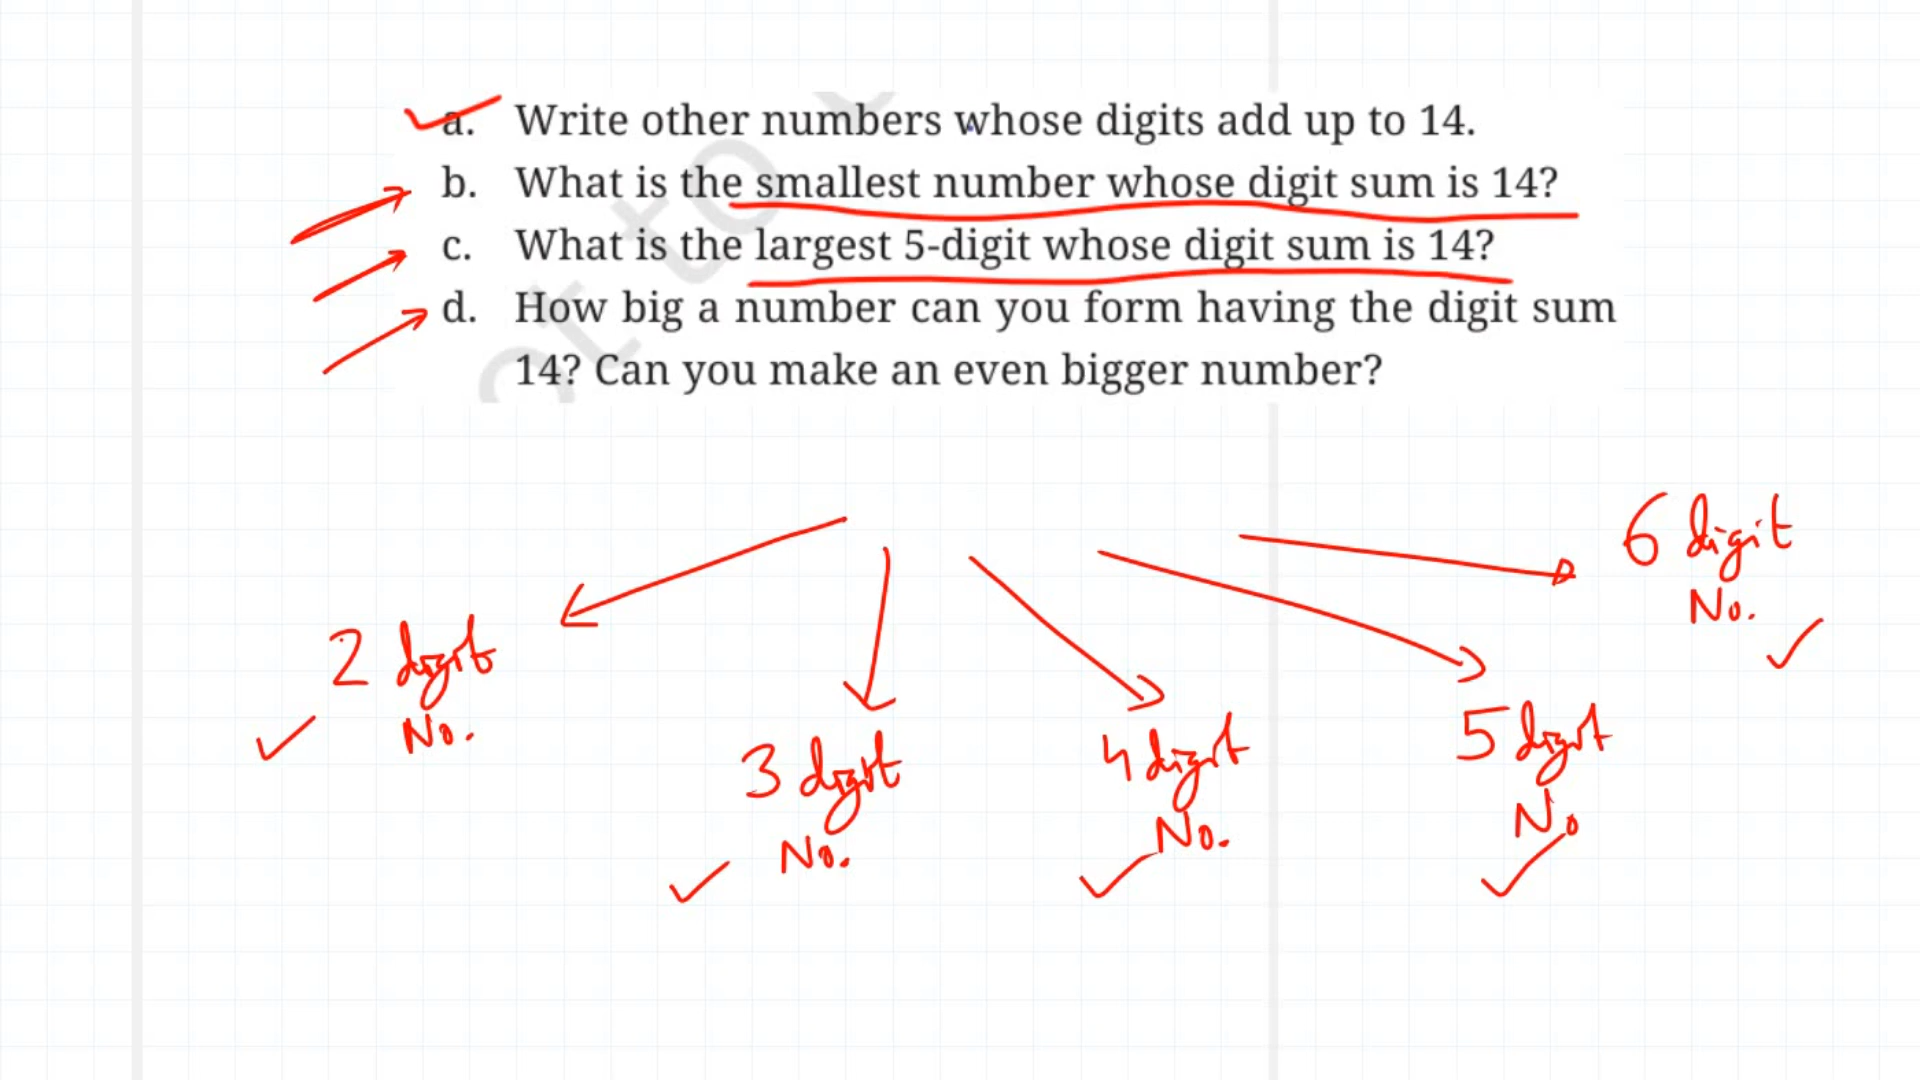 a. Write other numbers whose digits add up to 14.
b. What is the smallest number whose digit sum is 14?
c. What is the largest 5-digit whose digit sum is 14?
d. How big a number can you form having the digit sum
14? Can you make an even bigger number?
6 digit
No.
2 digit
No.
3 digit
No.
4 digit
No.
5 digit
No